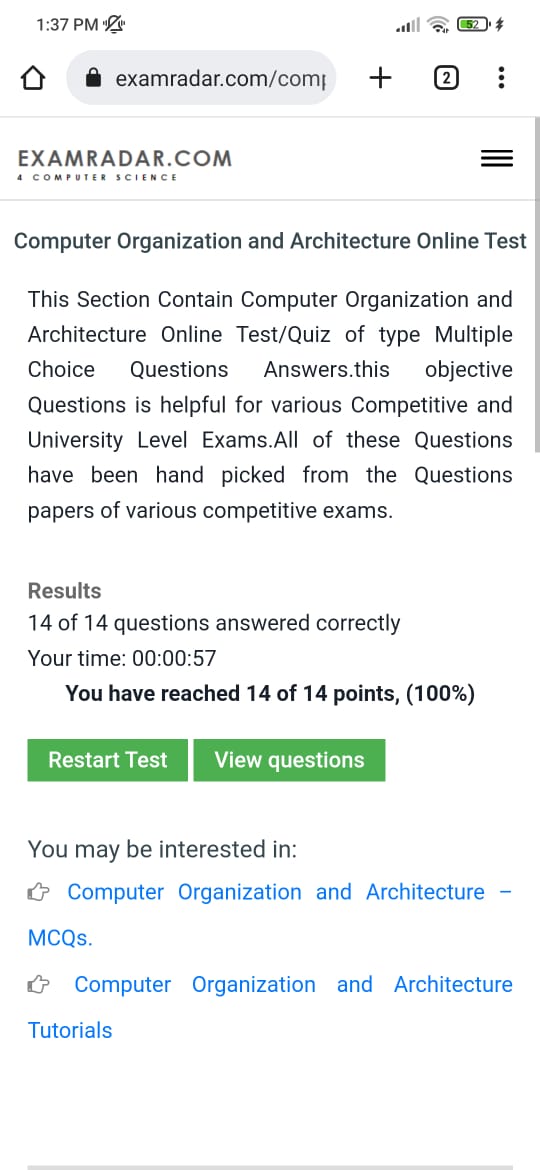 1:37 PM
52
examradar.com/comp
2
EXAMRADAR.COM
4 COMPUTER SCIENCE
Computer Organization and Architecture Online Test
This Section Contain Computer Organization and
Architecture Online Test/Quiz of type Multiple
Choice Questions Answers.this objective
Questions is helpful for various Competitive and
University Level Exams.All of these Questions
have been hand picked from the Questions
papers of various competitive exams.
Results
14 of 14 questions answered correctly
Your time: 00:00:57
You have reached 14 of 14 points, (100%)
Restart Test
View questions
You may be interested in:
Computer Organization and Architecture –
MCQs.
Computer Organization and Architecture
Tutorials